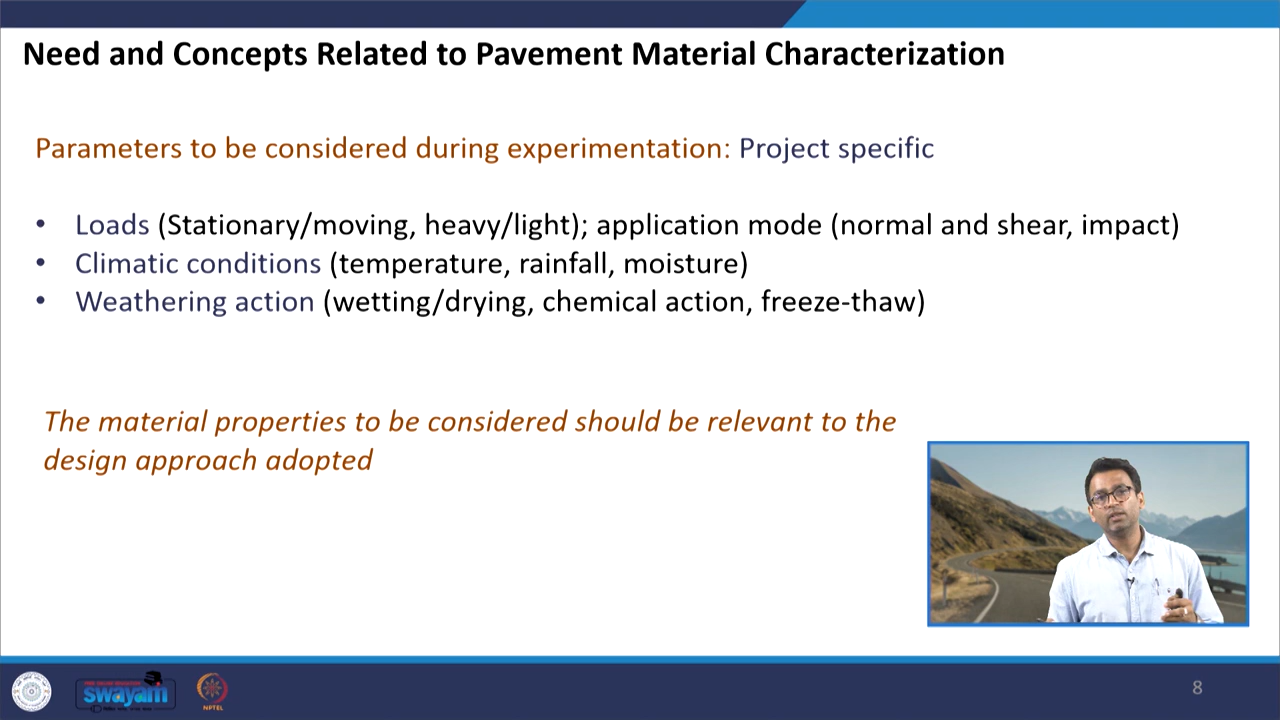 Need and Concepts Related to Pavement Material Characterization
Parameters to be considered during experimentation: Project specific
• Loads (Stationary/moving, heavy/light); application mode (normal and shear, impact)
• Climatic conditions (temperature, rainfall, moisture)
• Weathering action (wetting/drying, chemical action, freeze-thaw)
The material properties to be considered should be relevant to the
design approach adopted
swayam
NPTEL
8